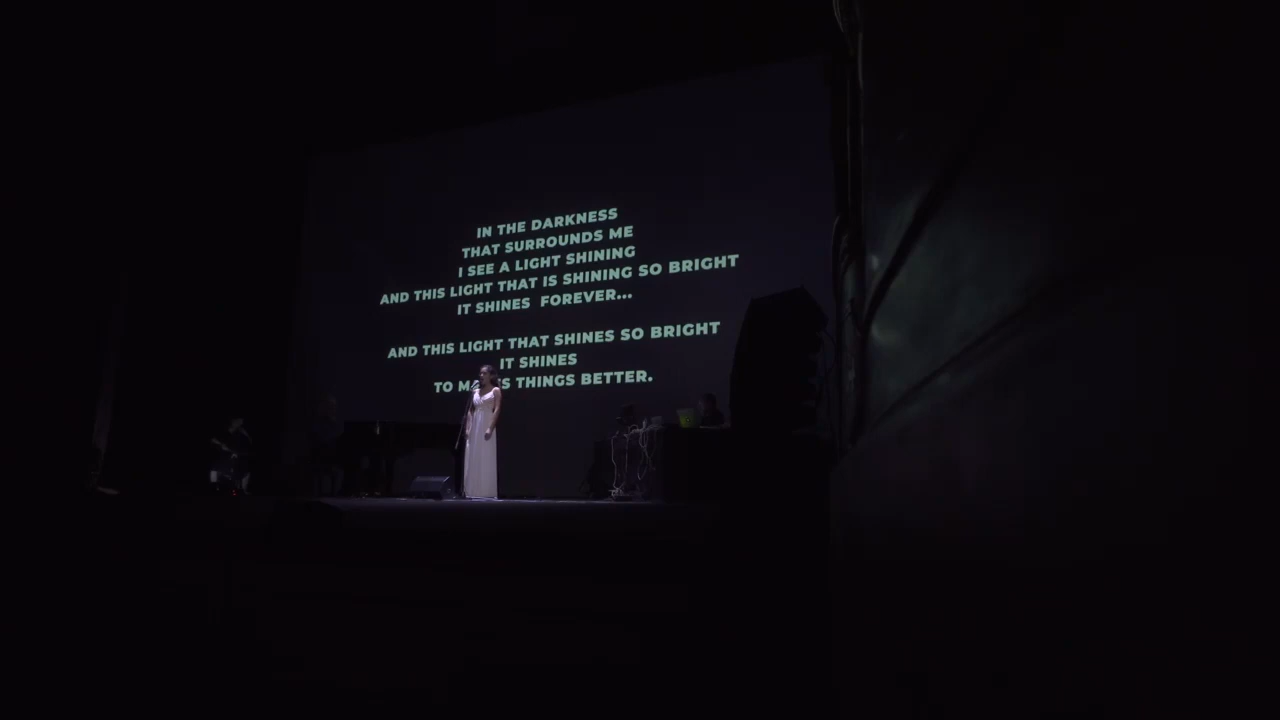 IN THE DARKNESS
THAT SURROUNDS ME
I SEE A LIGHT SHINING
AND THIS LIGHT THAT IS SHINING SO BRIGHT
IT SHINES FOREVER...
AND THIS LIGHT THAT SHINES SO BRIGHT
IT SHINES
TO THINGS BETTER.